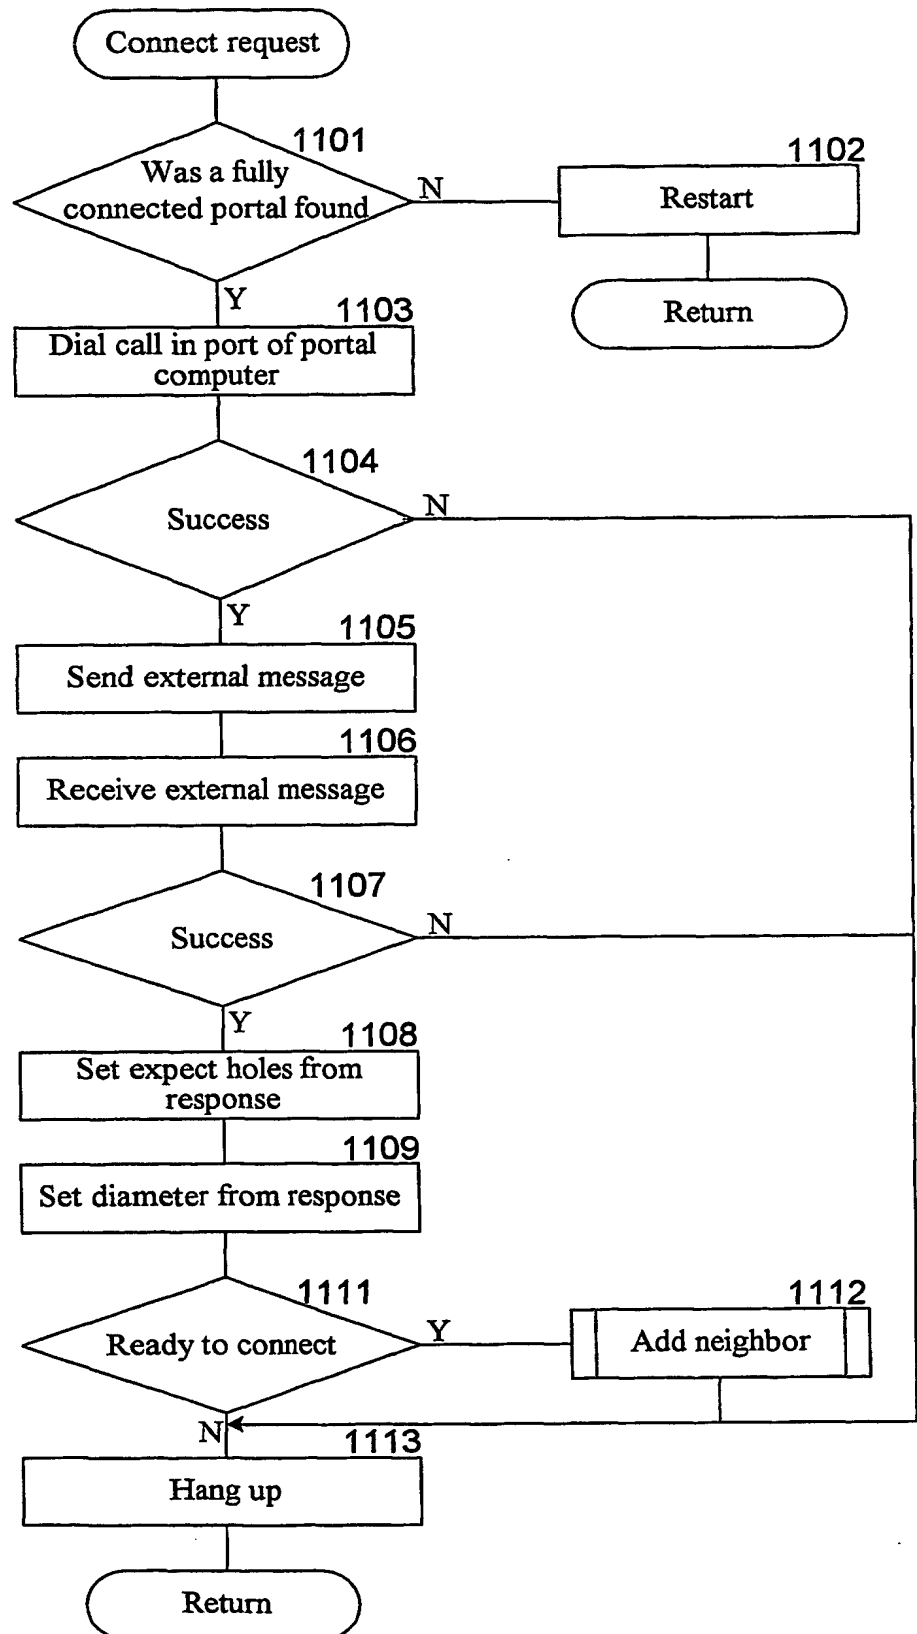 Connect request
1101
Was a fully
connected portal found
N
1102
Restart
Return
Y
1103
Dial call in port of portal
computer
1104
Success
N
Y
1105
Send external message
1106
Receive external message
1107
Success
N
Y
1108
Set expect holes from
response
1109
Set diameter from response
1111
Ready to connect
Y
1112
Add neighbor
N
1113
Hang up
Return